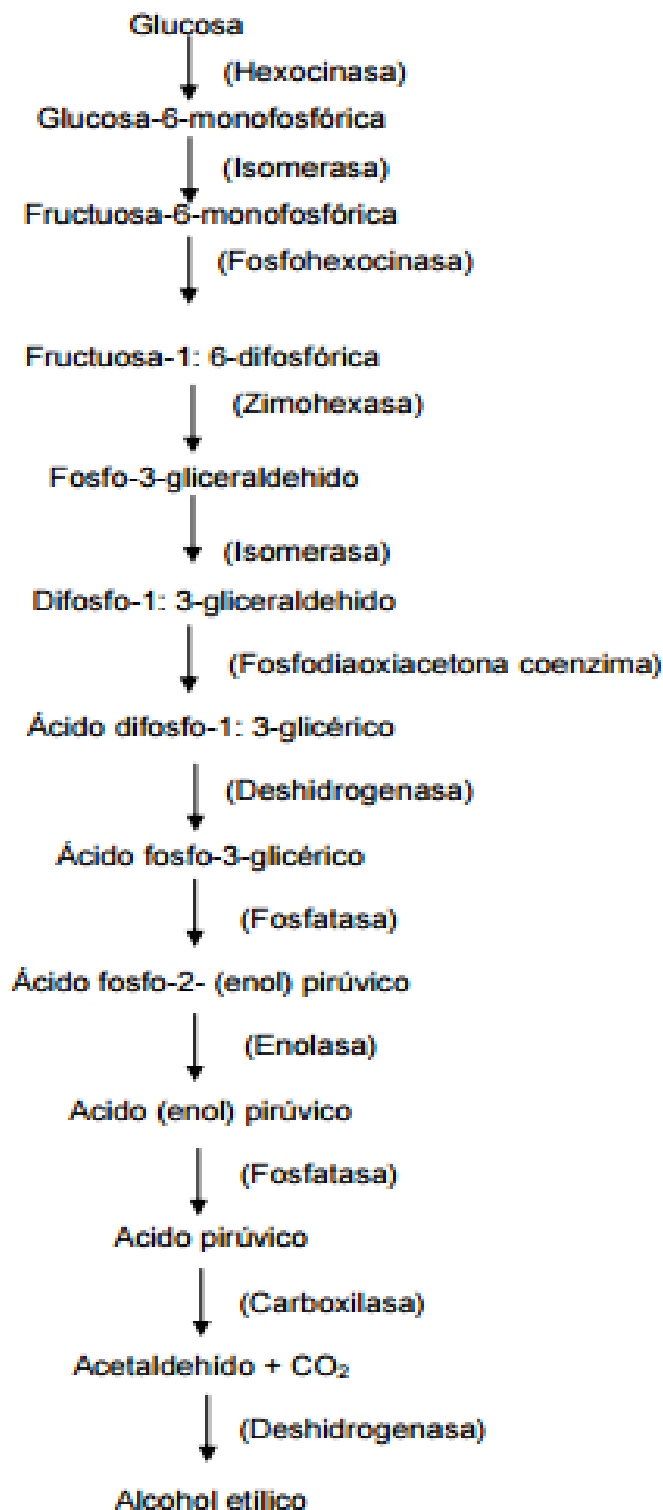 Glucosa
(Hexocinasa)
Glucosa-6-monofosfórica
(Isomerasa)
Fructuosa-6-monofosfórica
(Fosfohexocinasa)
Fructuosa-1: 6-difosfórica
(Zimohexasa)
Fosfo-3-gliceraldehido
(Isomerasa)
Difosfo-1: 3-gliceraldehido
(Fosfodiaoxiacetona coenzima)
Ácido difosfo-1: 3-glicérico
(Deshidrogenasa)
Ácido fosfo-3-glicérico
(Fosfatasa)
Ácido fosfo-2- (enol) pirúvico
(Enolasa)
Acido (enol) pirúvico
(Fosfatasa)
Acido pirúvico
(Carboxilasa)
Acetaldehido + CO₂
(Deshidrogenasa)
Alcohol etílico